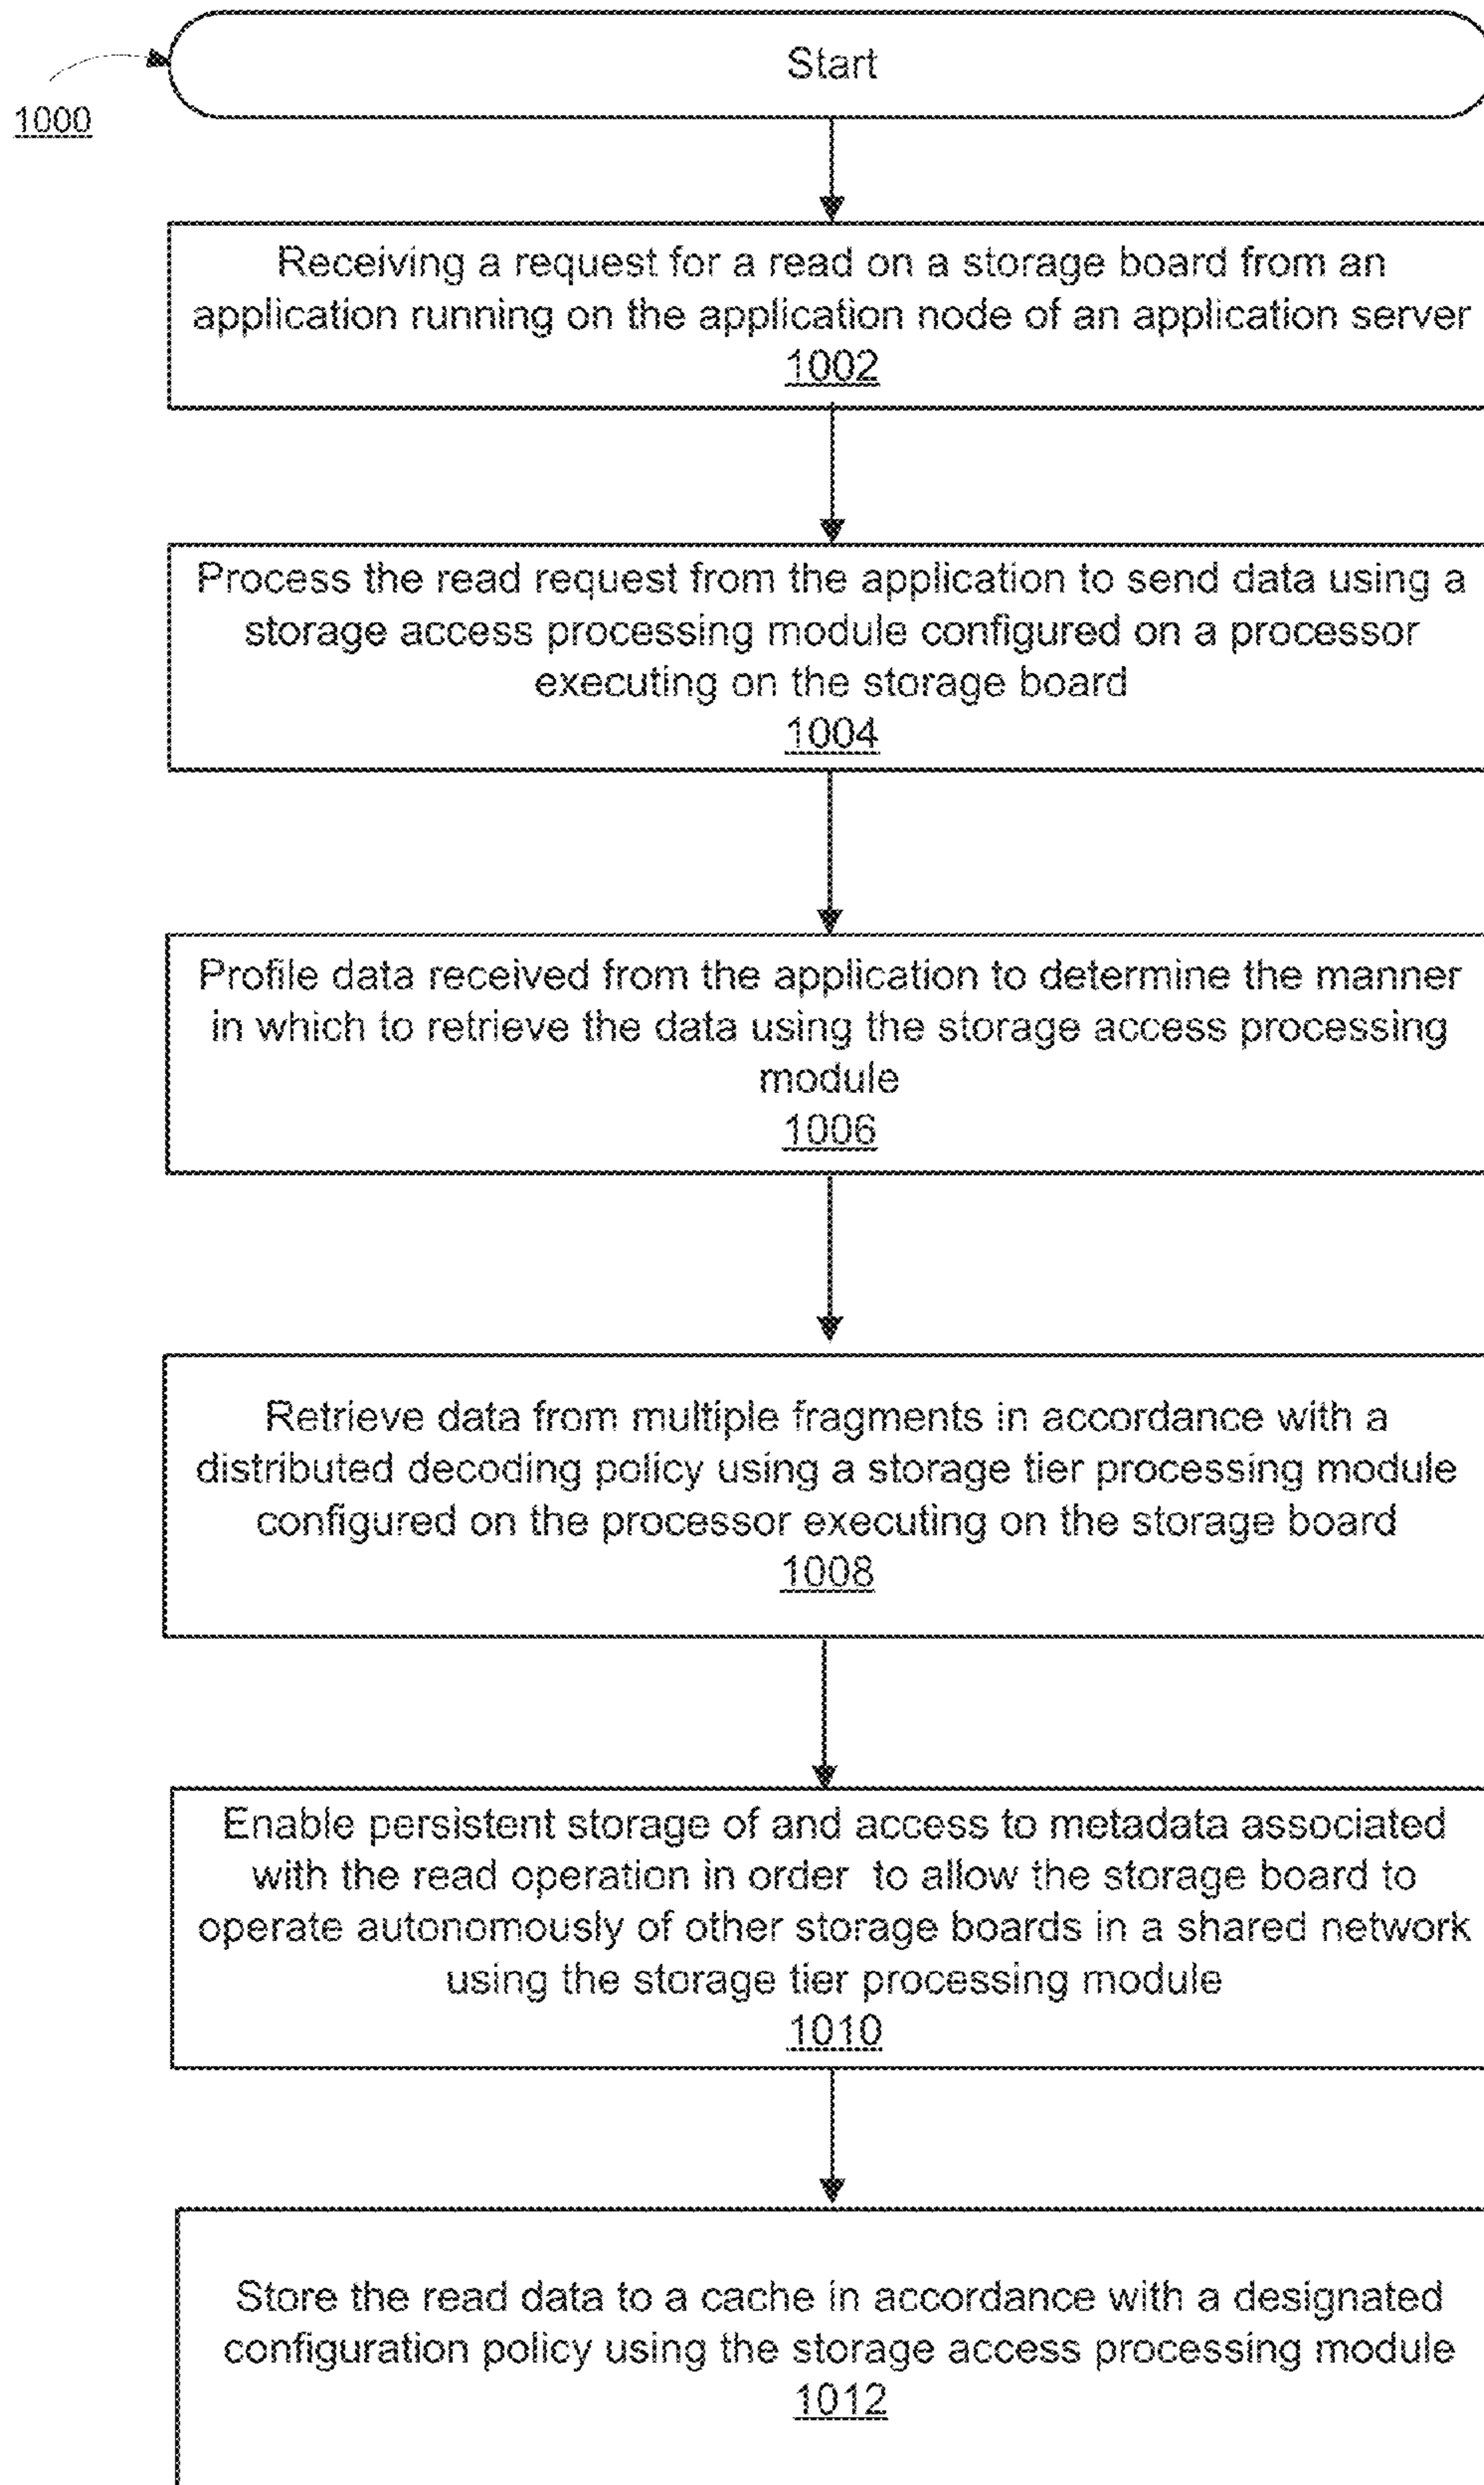 Start
1000
Receiving a request for a read on a storage board from an
application running on the application node of an application server
1002
Process the read request from the application to send data using a
storage access processing module configured on a processor
executing on the storage board
1004
Profile data received from the application to determine the manner
in which to retrieve the data using the storage access processing
module
1006
Retrieve data from multiple fragments in accordance with a
distributed decoding policy using a storage tier processing module
configured on the processor executing on the storage board
1008
Enable persistent storage of and access to metadata associated
with the read operation in order to allow the storage board to
operate autonomously of other storage boards in a shared network
using the storage tier processing module
1010
Store the read data to a cache in accordance with a designated
configuration policy using the storage access processing module
1012